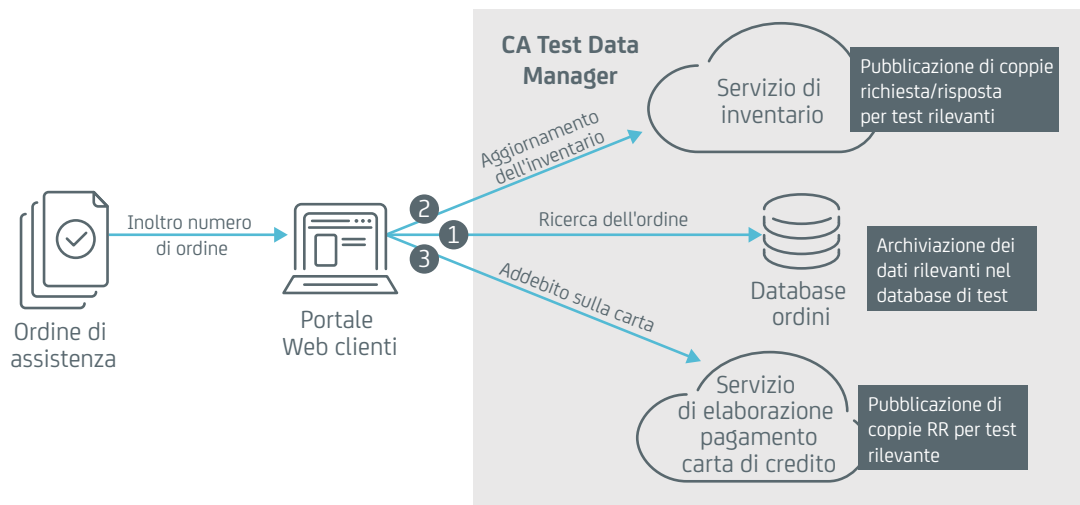 CA Test Data
Manager
Servizio di
inventario
Pubblicazione di coppie
richiesta/risposta
per test rilevanti
Aggiornamento
dell'inventario
2
Inoltro numero
di ordine
1
Ricerca dell'ordine
3
Addebito sulla carta
Ordine di
assistenza
Portale
Web clienti
Database
ordini
Archiviazione dei
dati rilevanti nel
database di test
Servizio
di elaborazione
pagamento
carta di credito
Pubblicazione di
coppie RR per test
rilevante